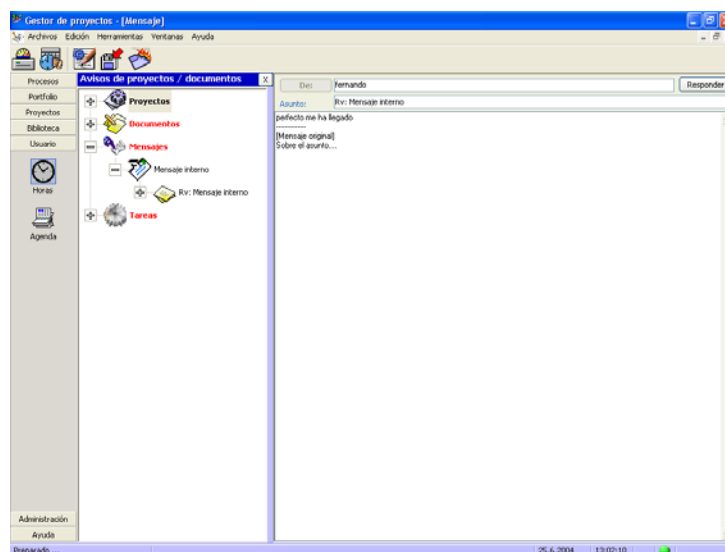 Gestor de proyectos - [Mensaje]
Archivos Edición Herramientas Ventanas Ayuda
Procesos
Portfolio
Proyectos
Biblioteca
Usuario
Horas
Agenda
Administración
Ayuda
Avisos de proyectos / documentos x
Proyectos
Documentos
Mensajes
Mensaje interno
Rv: Mensaje interno
Tareas
De: fernando Responder
Asunto: Rv: Mensaje interno
perfecto me ha llegado
------------
[Mensaje original]
Sobre el asunto...
Preparado ... 25.6.2004 13:02:10